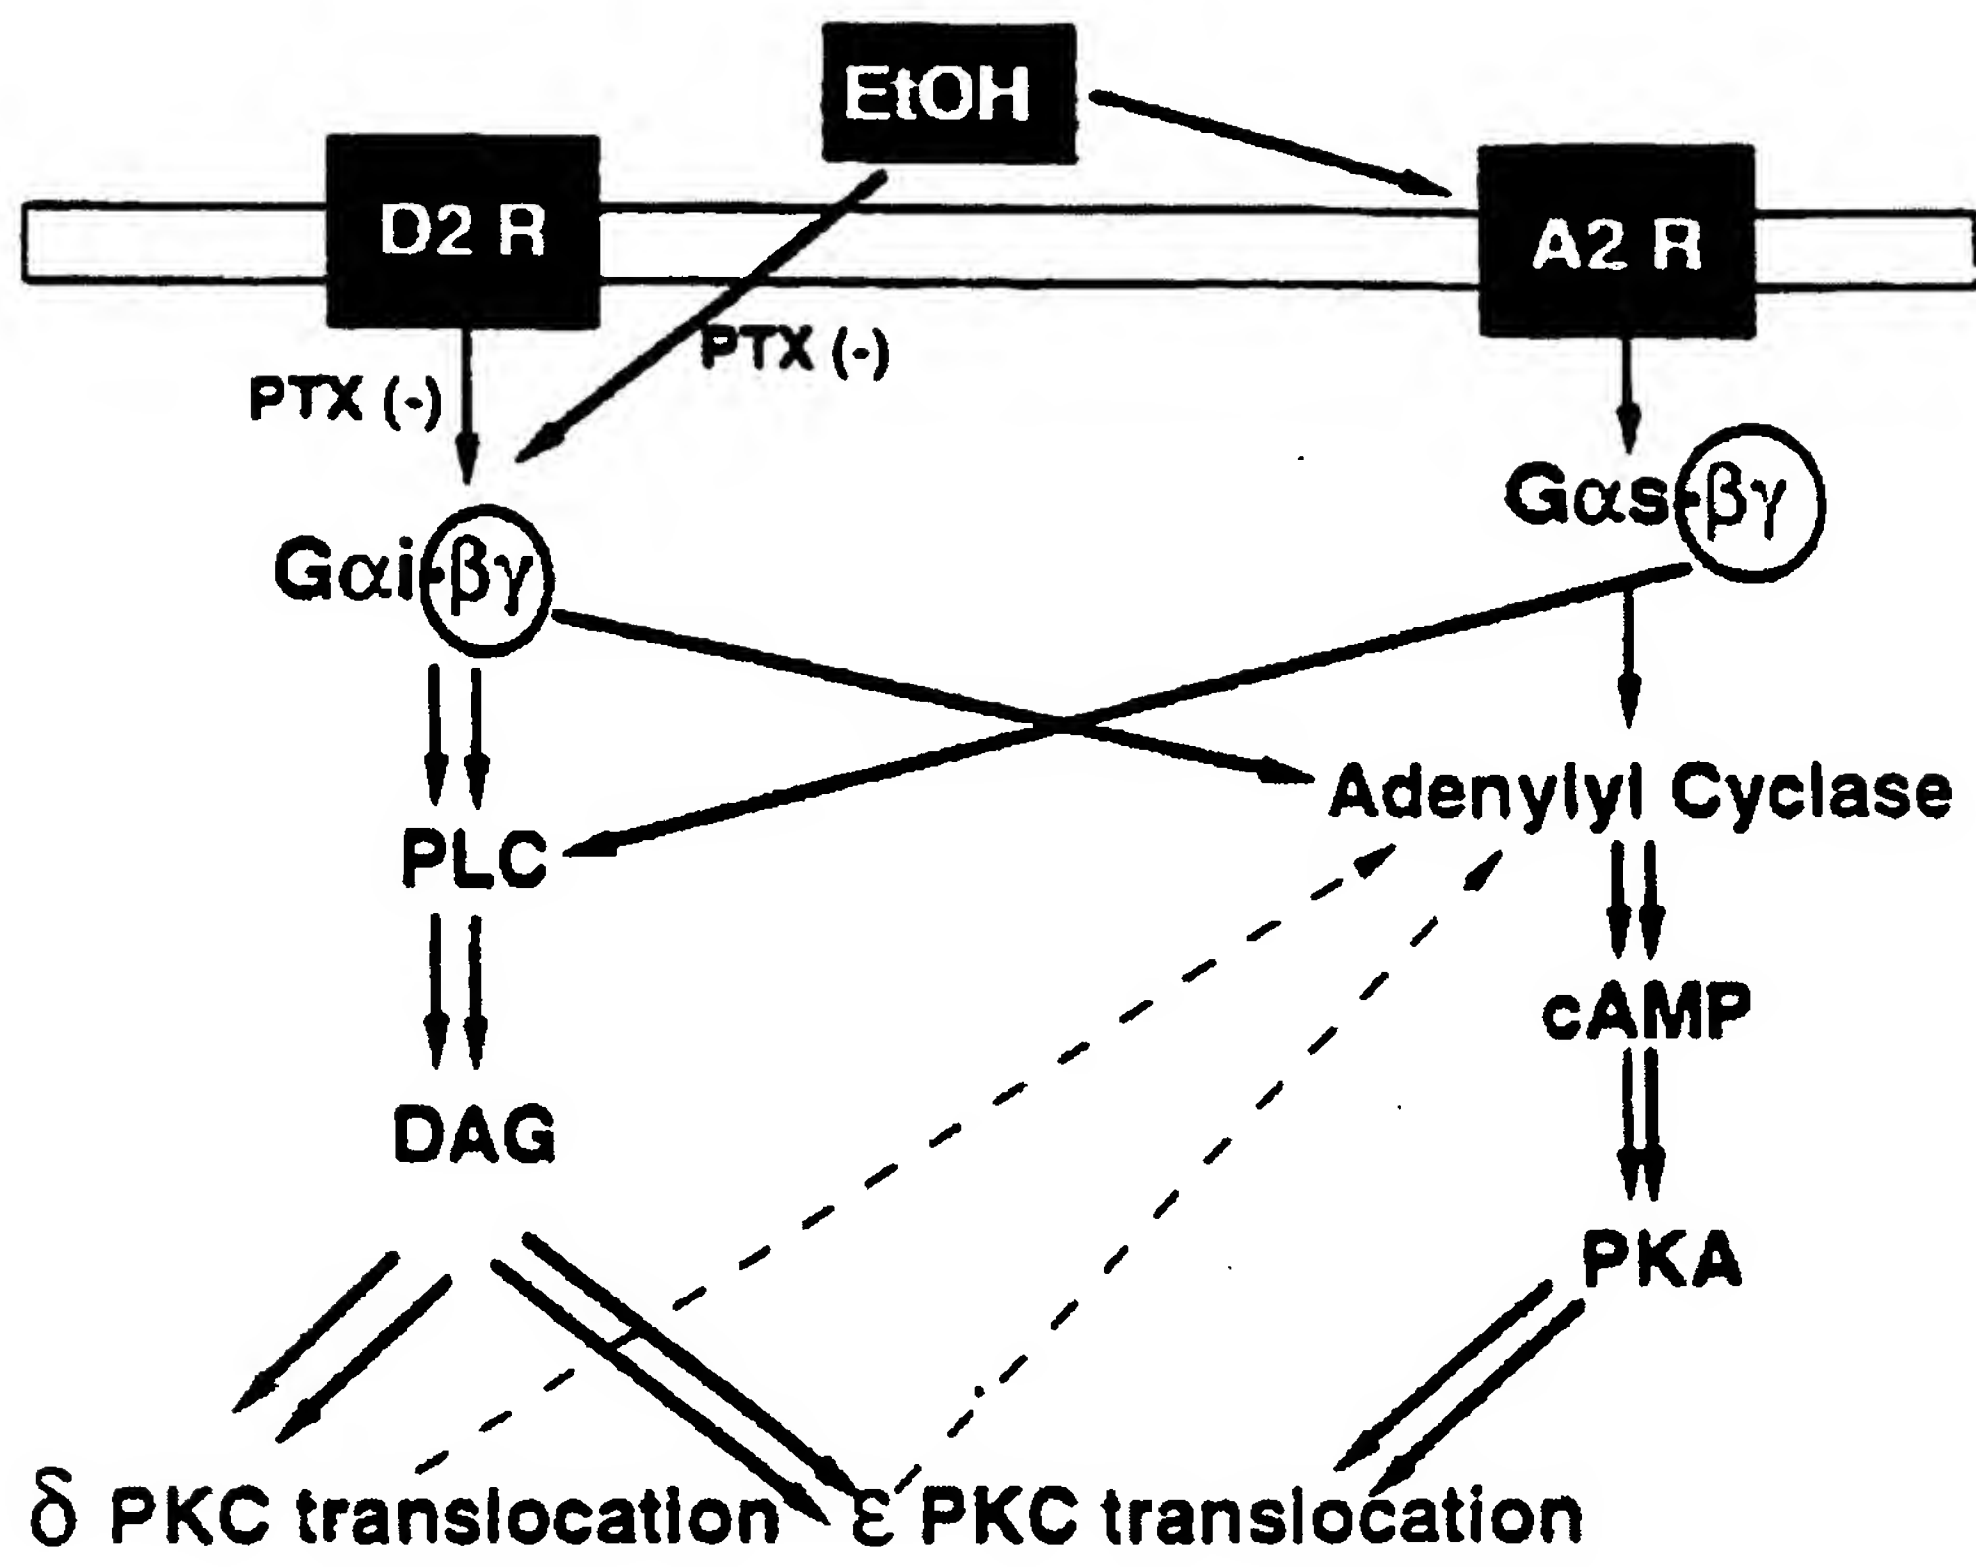 EtOH
D2 R
A2 R
PTX (-)
PTX (-)
Gαs-βγ
Gαi-βγ
Adenylyl Cyclase
PLC
cAMP
DAG
PKA
δ PKC translocation
ε PKC translocation